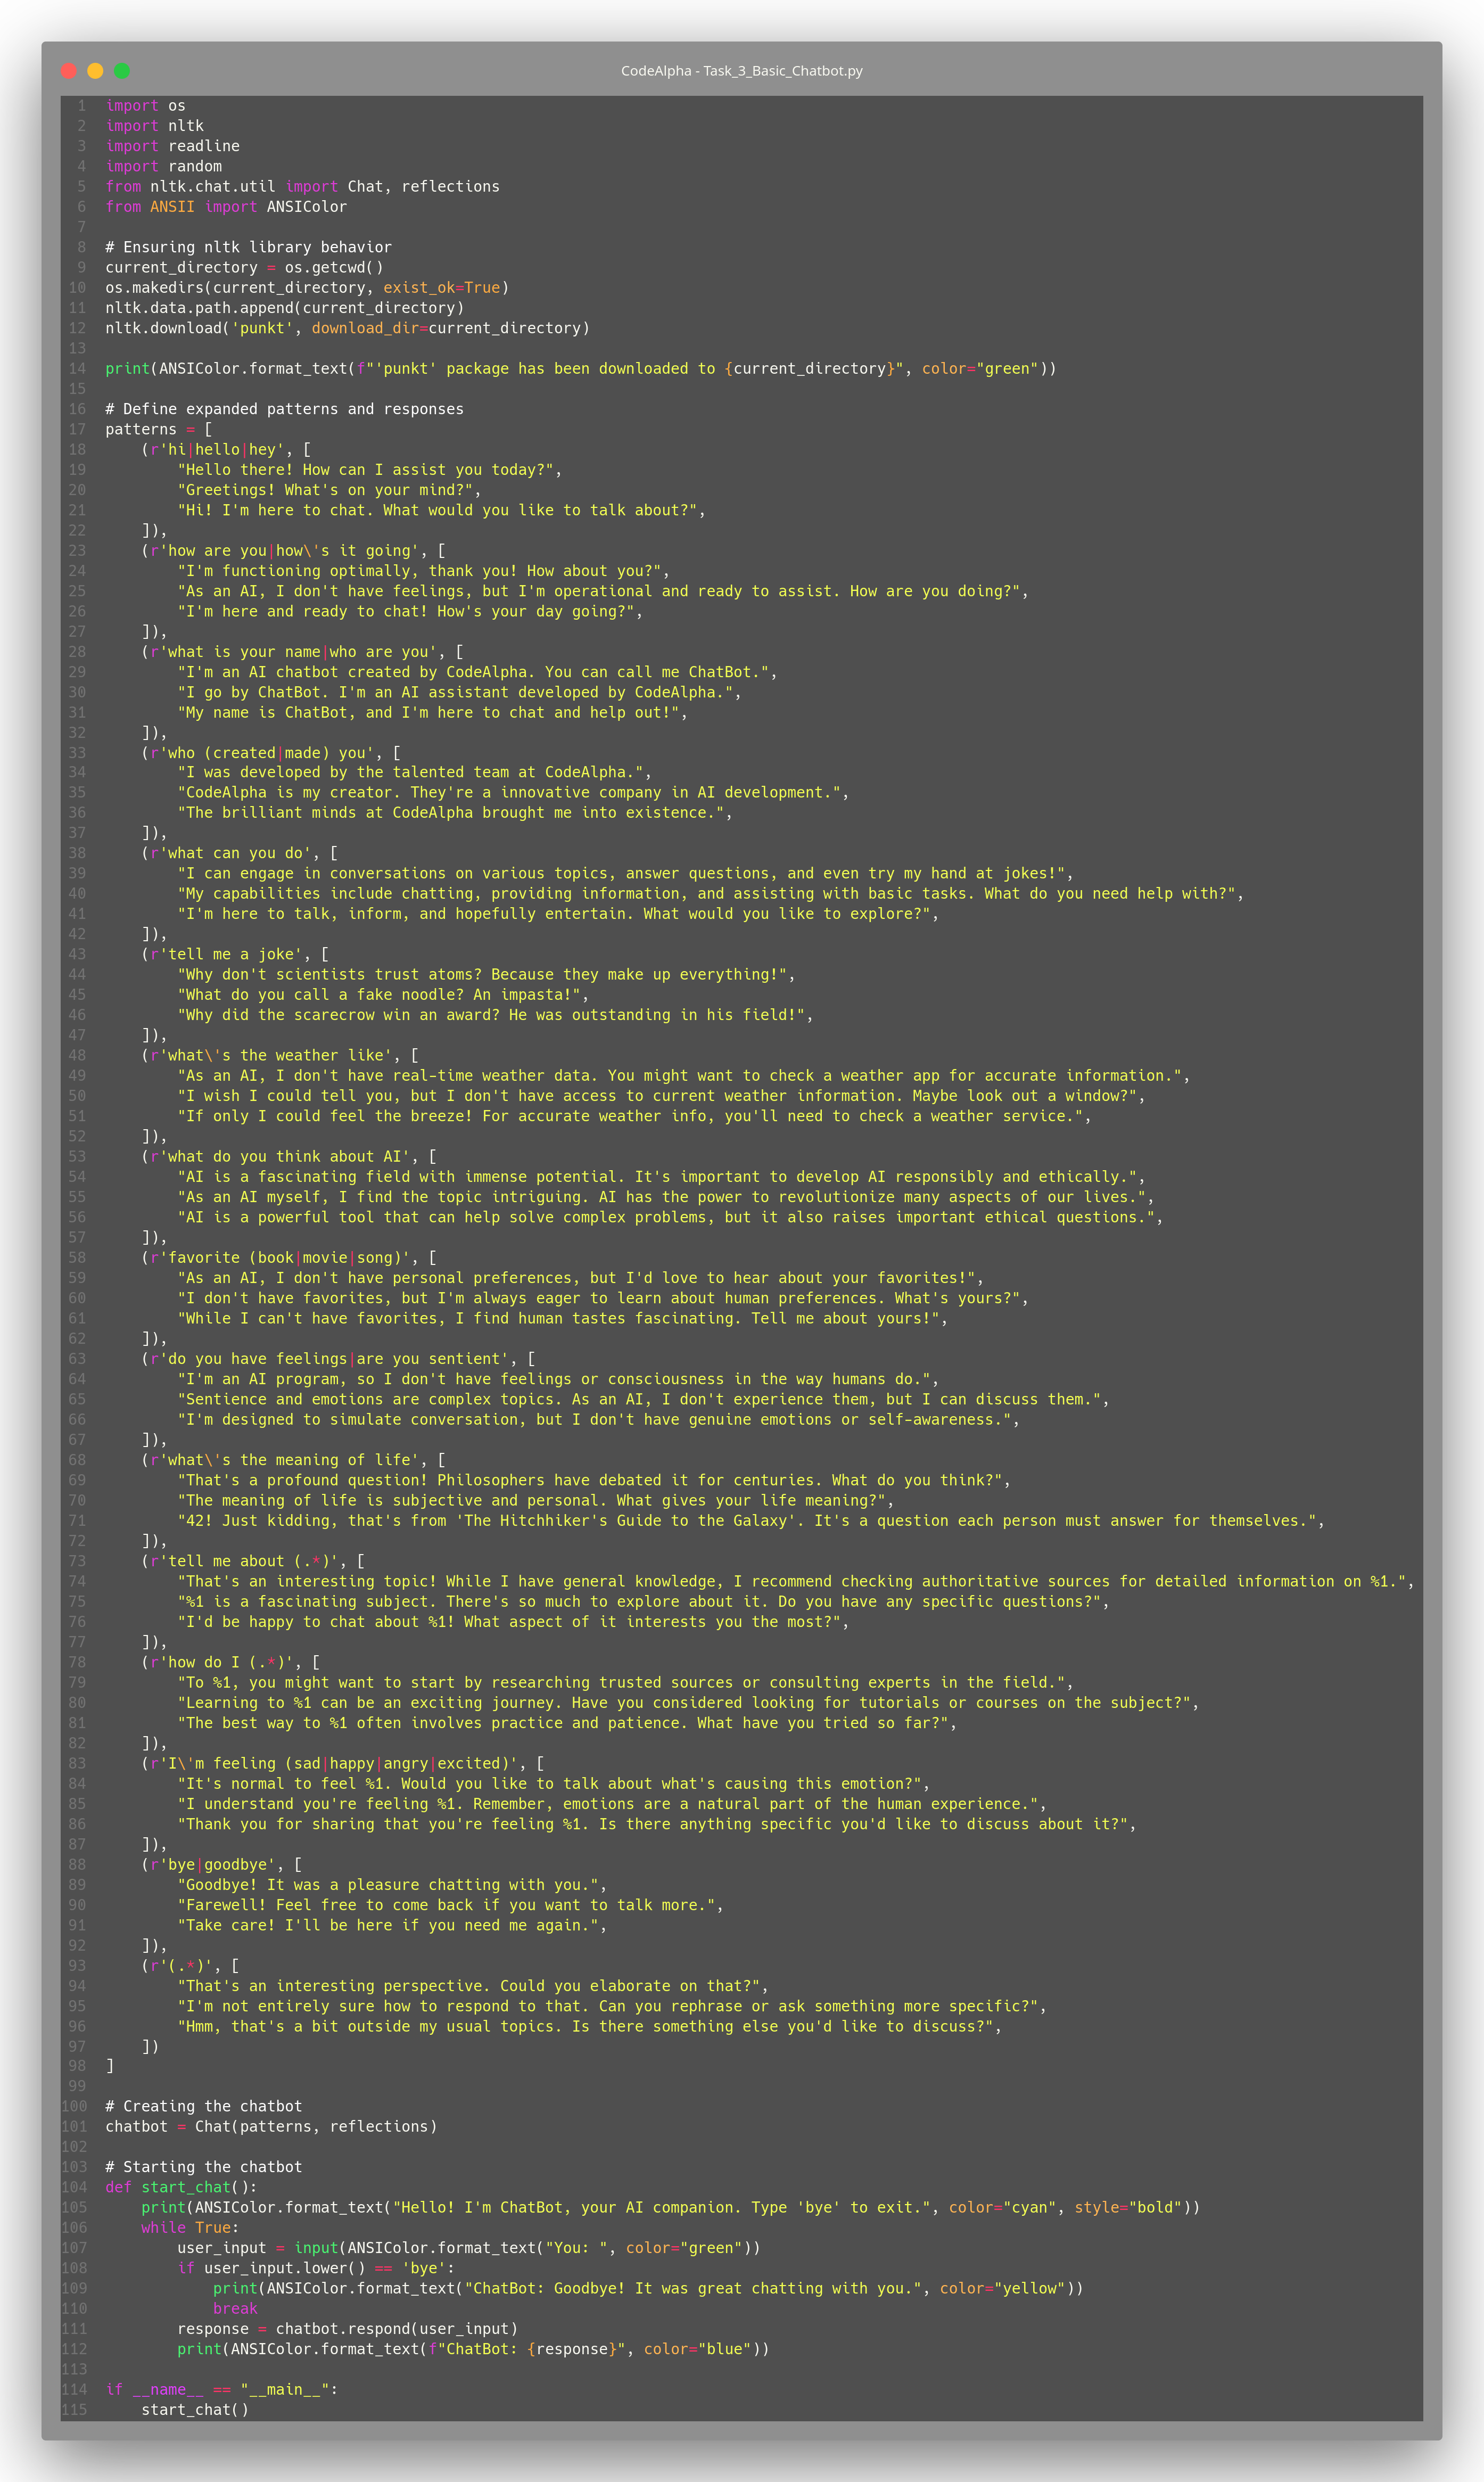 CodeAlpha - Task_3_Basic_Chatbot.py
1 import os
2 import nltk
3 import readline
4 import random
5 from nltk.chat.util import Chat, reflections
6 from ANSII import ANSIColor
7
8 # Ensuring nltk library behavior
9 current_directory = os.getcwd()
10 os.makedirs(current_directory, exist_ok=True)
11 nltk.data.path.append(current_directory)
12 nltk.download('punkt', download_dir=current_directory)
13
14 print(ANSIColor.format_text(f"'punkt' package has been downloaded to {current_directory}", color="green"))
15
16 # Define expanded patterns and responses
17 patterns = [
18     (r'hi|hello|hey', [
19         "Hello there! How can I assist you today?",
20         "Greetings! What's on your mind?",
21         "Hi! I'm here to chat. What would you like to talk about?",
22     ]),
23     (r'how are you|how\'s it going', [
24         "I'm functioning optimally, thank you! How about you?",
25         "As an AI, I don't have feelings, but I'm operational and ready to assist. How are you doing?",
26         "I'm here and ready to chat! How's your day going?",
27     ]),
28     (r'what is your name|who are you', [
29         "I'm an AI chatbot created by CodeAlpha. You can call me ChatBot.",
30         "I go by ChatBot. I'm an AI assistant developed by CodeAlpha.",
31         "My name is ChatBot, and I'm here to chat and help out!",
32     ]),
33     (r'who (created|made) you', [
34         "I was developed by the talented team at CodeAlpha.",
35         "CodeAlpha is my creator. They're a innovative company in AI development.",
36         "The brilliant minds at CodeAlpha brought me into existence.",
37     ]),
38     (r'what can you do', [
39         "I can engage in conversations on various topics, answer questions, and even try my hand at jokes!",
40         "My capabilities include chatting, providing information, and assisting with basic tasks. What do you need help with?",
41         "I'm here to talk, inform, and hopefully entertain. What would you like to explore?",
42     ]),
43     (r'tell me a joke', [
44         "Why don't scientists trust atoms? Because they make up everything!",
45         "What do you call a fake noodle? An impasta!",
46         "Why did the scarecrow win an award? He was outstanding in his field!",
47     ]),
48     (r'what\'s the weather like', [
49         "As an AI, I don't have real-time weather data. You might want to check a weather app for accurate information.",
50         "I wish I could tell you, but I don't have access to current weather information. Maybe look out a window?",
51         "If only I could feel the breeze! For accurate weather info, you'll need to check a weather service.",
52     ]),
53     (r'what do you think about AI', [
54         "AI is a fascinating field with immense potential. It's important to develop AI responsibly and ethically.",
55         "As an AI myself, I find the topic intriguing. AI has the power to revolutionize many aspects of our lives.",
56         "AI is a powerful tool that can help solve complex problems, but it also raises important ethical questions.",
57     ]),
58     (r'favorite (book|movie|song)', [
59         "As an AI, I don't have personal preferences, but I'd love to hear about your favorites!",
60         "I don't have favorites, but I'm always eager to learn about human preferences. What's yours?",
61         "While I can't have favorites, I find human tastes fascinating. Tell me about yours!",
62     ]),
63     (r'do you have feelings|are you sentient', [
64         "I'm an AI program, so I don't have feelings or consciousness in the way humans do.",
65         "Sentience and emotions are complex topics. As an AI, I don't experience them, but I can discuss them.",
66         "I'm designed to simulate conversation, but I don't have genuine emotions or self-awareness.",
67     ]),
68     (r'what\'s the meaning of life', [
69         "That's a profound question! Philosophers have debated it for centuries. What do you think?",
70         "The meaning of life is subjective and personal. What gives your life meaning?",
71         "42! Just kidding, that's from 'The Hitchhiker's Guide to the Galaxy'. It's a question each person must answer for themselves.",
72     ]),
73     (r'tell me about (.*)', [
74         "That's an interesting topic! While I have general knowledge, I recommend checking authoritative sources for detailed information on %1.",
75         "%1 is a fascinating subject. There's so much to explore about it. Do you have any specific questions?",
76         "I'd be happy to chat about %1! What aspect of it interests you the most?",
77     ]),
78     (r'how do I (.*)', [
79         "To %1, you might want to start by researching trusted sources or consulting experts in the field.",
80         "Learning to %1 can be an exciting journey. Have you considered looking for tutorials or courses on the subject?",
81         "The best way to %1 often involves practice and patience. What have you tried so far?",
82     ]),
83     (r'I\'m feeling (sad|happy|angry|excited)', [
84         "It's normal to feel %1. Would you like to talk about what's causing this emotion?",
85         "I understand you're feeling %1. Remember, emotions are a natural part of the human experience.",
86         "Thank you for sharing that you're feeling %1. Is there anything specific you'd like to discuss about it?",
87     ]),
88     (r'bye|goodbye', [
89         "Goodbye! It was a pleasure chatting with you.",
90         "Farewell! Feel free to come back if you want to talk more.",
91         "Take care! I'll be here if you need me again.",
92     ]),
93     (r'(.*)', [
94         "That's an interesting perspective. Could you elaborate on that?",
95         "I'm not entirely sure how to respond to that. Can you rephrase or ask something more specific?",
96         "Hmm, that's a bit outside my usual topics. Is there something else you'd like to discuss?",
97     ])
98 ]
99
100 # Creating the chatbot
101 chatbot = Chat(patterns, reflections)
102
103 # Starting the chatbot
104 def start_chat():
105     print(ANSIColor.format_text("Hello! I'm ChatBot, your AI companion. Type 'bye' to exit.", color="cyan", style="bold"))
106     while True:
107         user_input = input(ANSIColor.format_text("You: ", color="green"))
108         if user_input.lower() == 'bye':
109             print(ANSIColor.format_text("ChatBot: Goodbye! It was great chatting with you.", color="yellow"))
110             break
111         response = chatbot.respond(user_input)
112         print(ANSIColor.format_text(f"ChatBot: {response}", color="blue"))
113
114 if __name__ == "__main__":
115     start_chat()